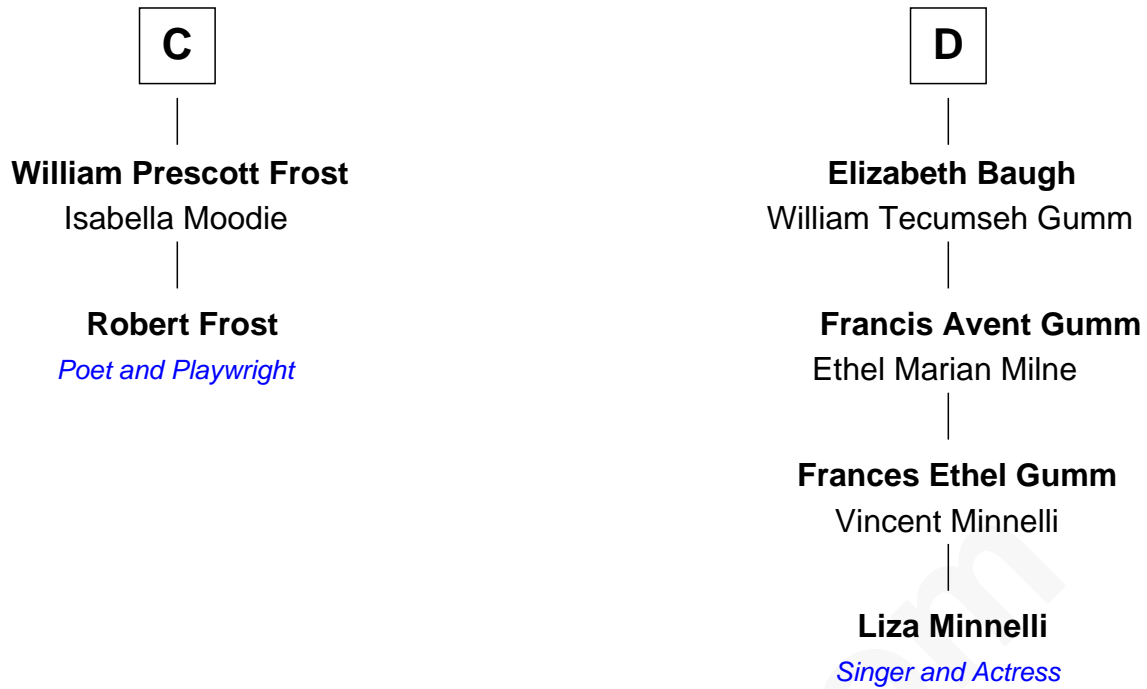 C
William Prescott Frost
Isabella Moodie
Robert Frost
Poet and Playwright
D
Elizabeth Baugh
William Tecumseh Gumm
Francis Avent Gumm
Ethel Marian Milne
Frances Ethel Gumm
Vincent Minnelli
Liza Minnelli
Singer and Actress